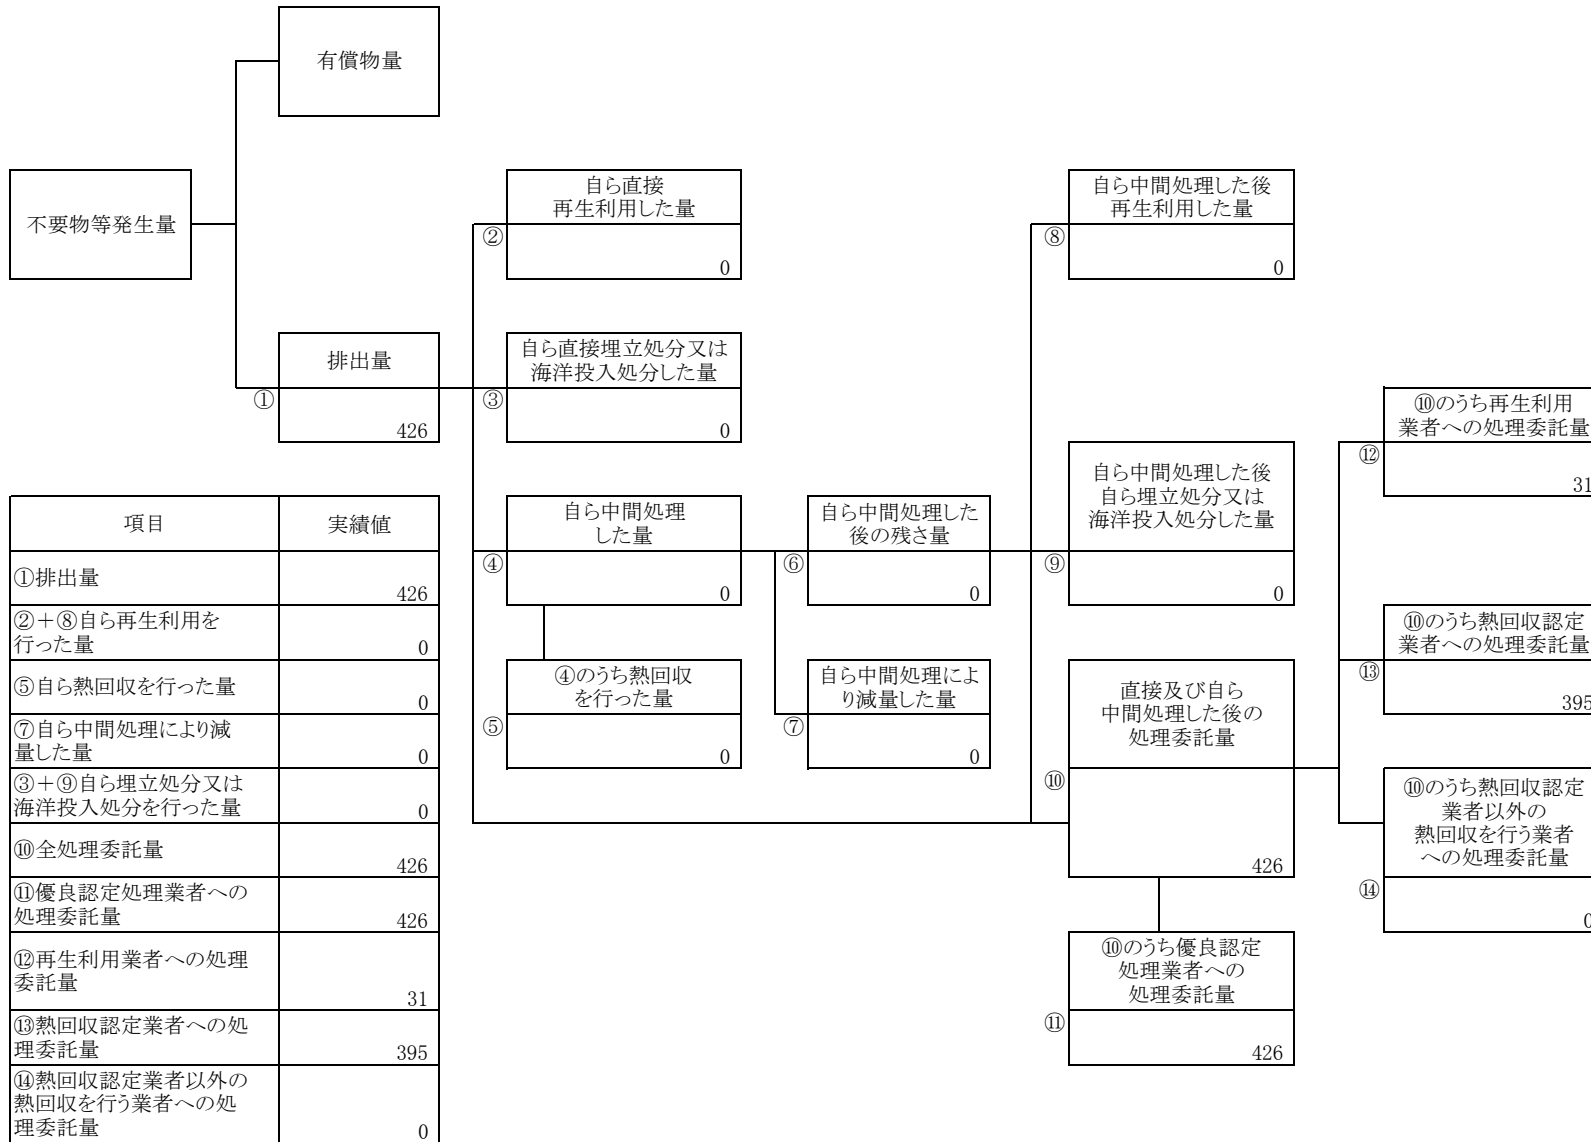 有償物量
不要物等発生量
自ら直接
再生利用した量
②
0
自ら中間処理した後
再生利用した量
⑧
0
排出量
①
426
自ら直接埋立処分又は
海洋投入処分した量
③
0
⑩のうち再生利用
業者への処理委託量
⑫
31
自ら中間処理
した量
④
0
自ら中間処理した
後の残さ量
⑥
0
自ら中間処理した後
自ら埋立処分又は
海洋投入処分した量
⑨
0
④のうち熱回収
を行った量
⑤
0
自ら中間処理によ
り減量した量
⑦
0
直接及び自ら
中間処理した後の
処理委託量
⑩
426
⑩のうち熱回収認定
業者への処理委託量
⑬
395
⑩のうち熱回収認定
業者以外の
熱回収を行う業者
への処理委託量
⑭
0
⑩のうち優良認定
処理業者への
処理委託量
⑪
426
項目 実績値
①排出量
426
②＋⑧自ら再生利用を
行った量 0
⑤自ら熱回収を行った量
0
⑦自ら中間処理により減
量した量 0
③＋⑨自ら埋立処分又は
海洋投入処分を行った量 0
⑩全処理委託量
426
⑪優良認定処理業者への
処理委託量 426
⑫再生利用業者への処理
委託量
31
⑬熱回収認定業者への処
理委託量 395
⑭熱回収認定業者以外の
熱回収を行う業者への処
理委託量 0